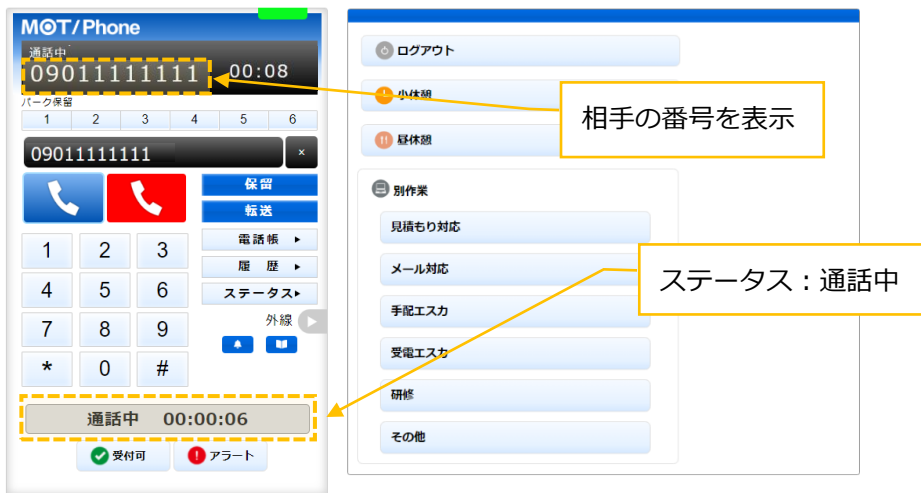 MOT/Phone
通話中
09011111111 00:08
パーク保留
1 2 3 4 5 6
09011111111 ×
保留
転送
電話帳
履 歴
ステータス
外線
1 2 3
4 5 6
7 8 9
* 0 #
通話中 00:00:06
受付可 アラート
ログアウト
小休憩
昼休憩
別作業
見積もり対応
メール対応
手配エスカ
受電エスカ
研修
その他
相手の番号を表示
ステータス：通話中